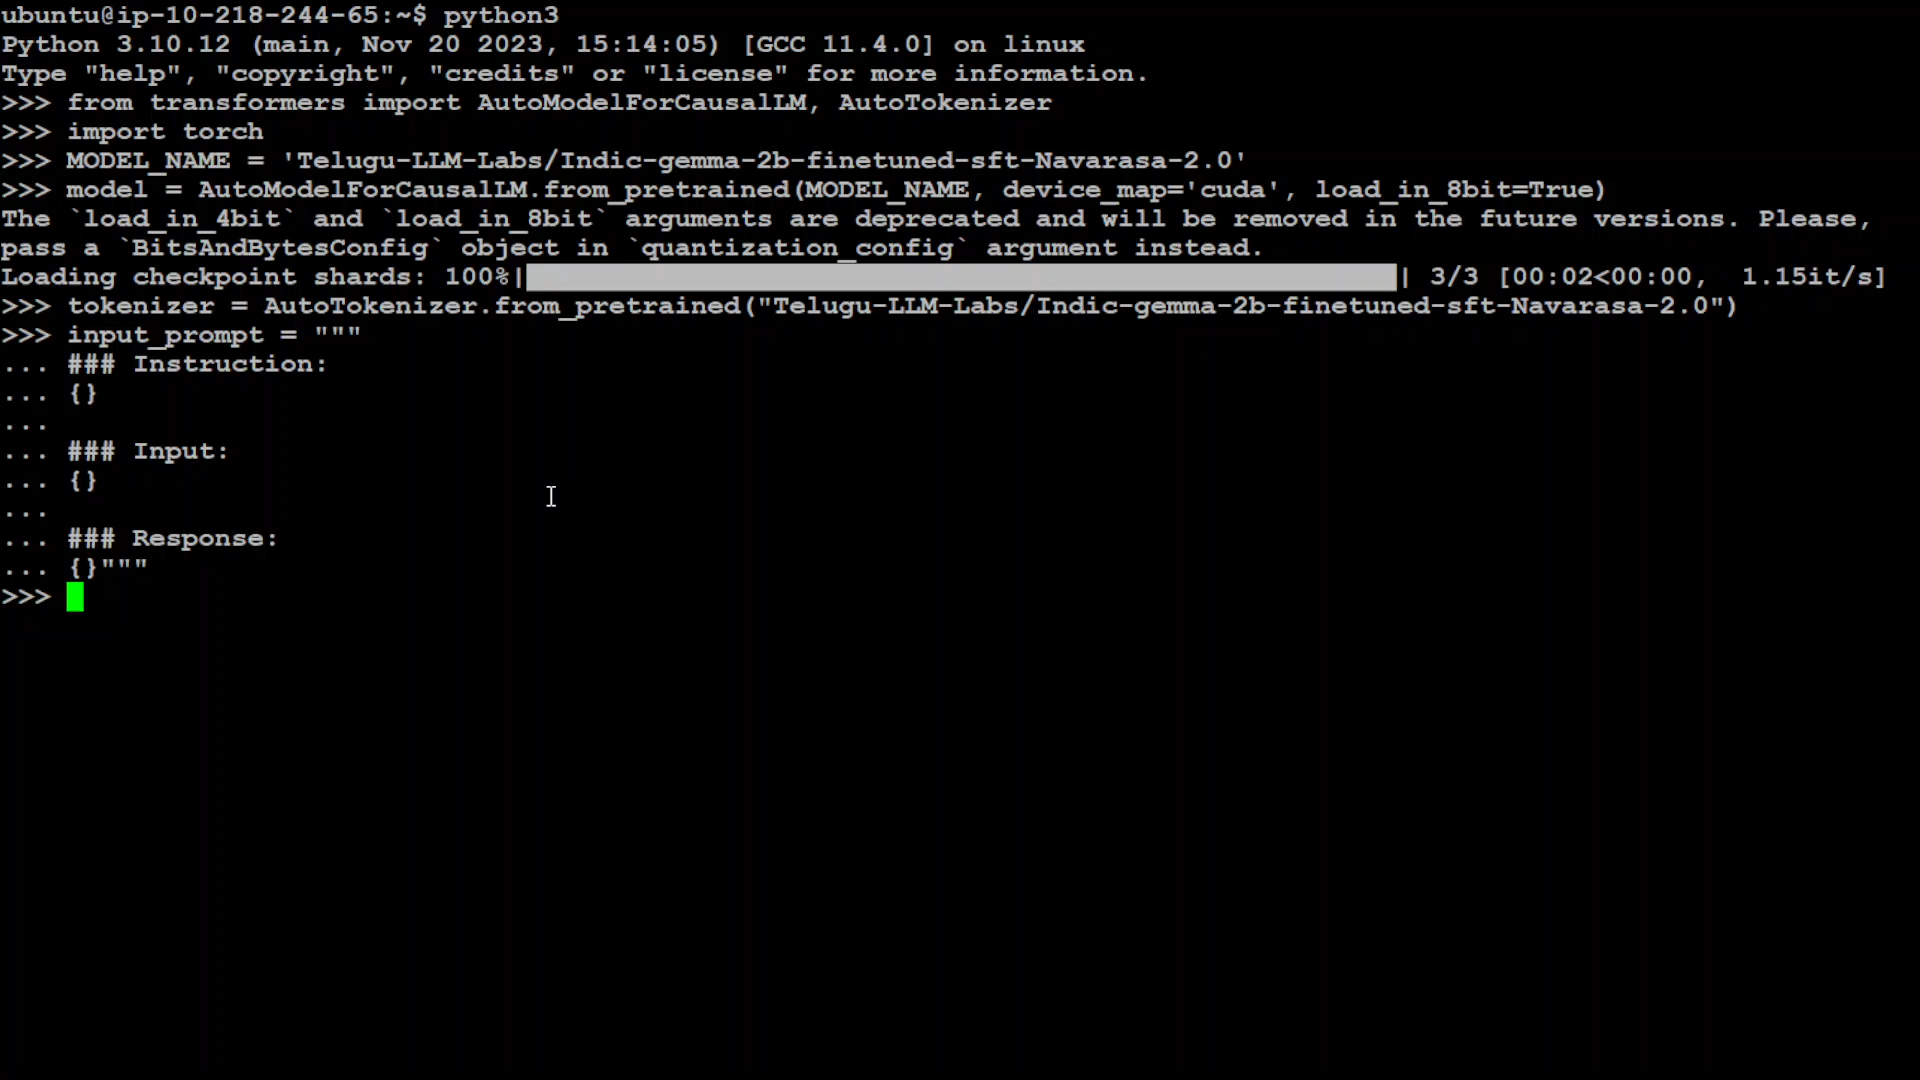 ubuntu@ip-10-218-244-65:~$ python3
Python 3.10.12 (main, Nov 20 2023, 15:14:05) [GCC 11.4.0] on linux
Type "help", "copyright", "credits" or "license" for more information.
>>> from transformers import AutoModelForCausalLM, AutoTokenizer
>>> import torch
>>> MODEL_NAME = 'Telugu-LLM-Labs/Indic-gemma-2b-finetuned-sft-Navarasa-2.0'
>>> model = AutoModelForCausalLM.from_pretrained(MODEL_NAME, device_map='cuda', load_in_8bit=True)
The `load_in_4bit` and `load_in_8bit` arguments are deprecated and will be removed in the future versions. Please,
pass a `BitsAndBytesConfig` object in `quantization_config` argument instead.
Loading checkpoint shards: 100%|| 3/3 [00:02<00:00,  1.15it/s]
>>> tokenizer = AutoTokenizer.from_pretrained("Telugu-LLM-Labs/Indic-gemma-2b-finetuned-sft-Navarasa-2.0")
>>> input_prompt = """
... ### Instruction:
... {}
...
... ### Input:
... {}
...
... ### Response:
... {}"""
>>>